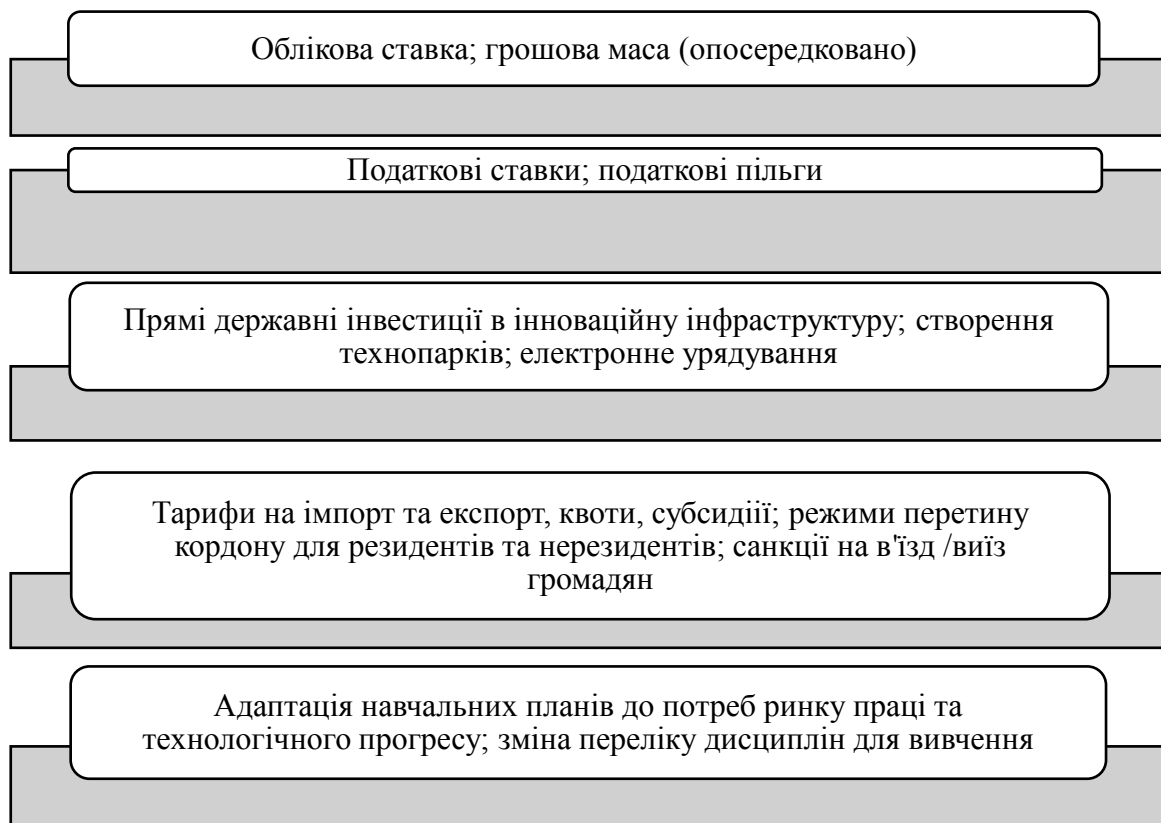 Облікова ставка; грошова маса (опосередковано)
Податкові ставки; податкові пільги
Прямі державні інвестиції в інноваційну інфраструктуру; створення
технопарків; електронне урядування
Тарифи на імпорт та експорт, квоти, субсидіії; режими перетину
кордону для резидентів та нерезидентів; санкції на в'їзд /виїз
громадян
Адаптація навчальних планів до потреб ринку праці та
технологічного прогресу; зміна переліку дисциплін для вивчення